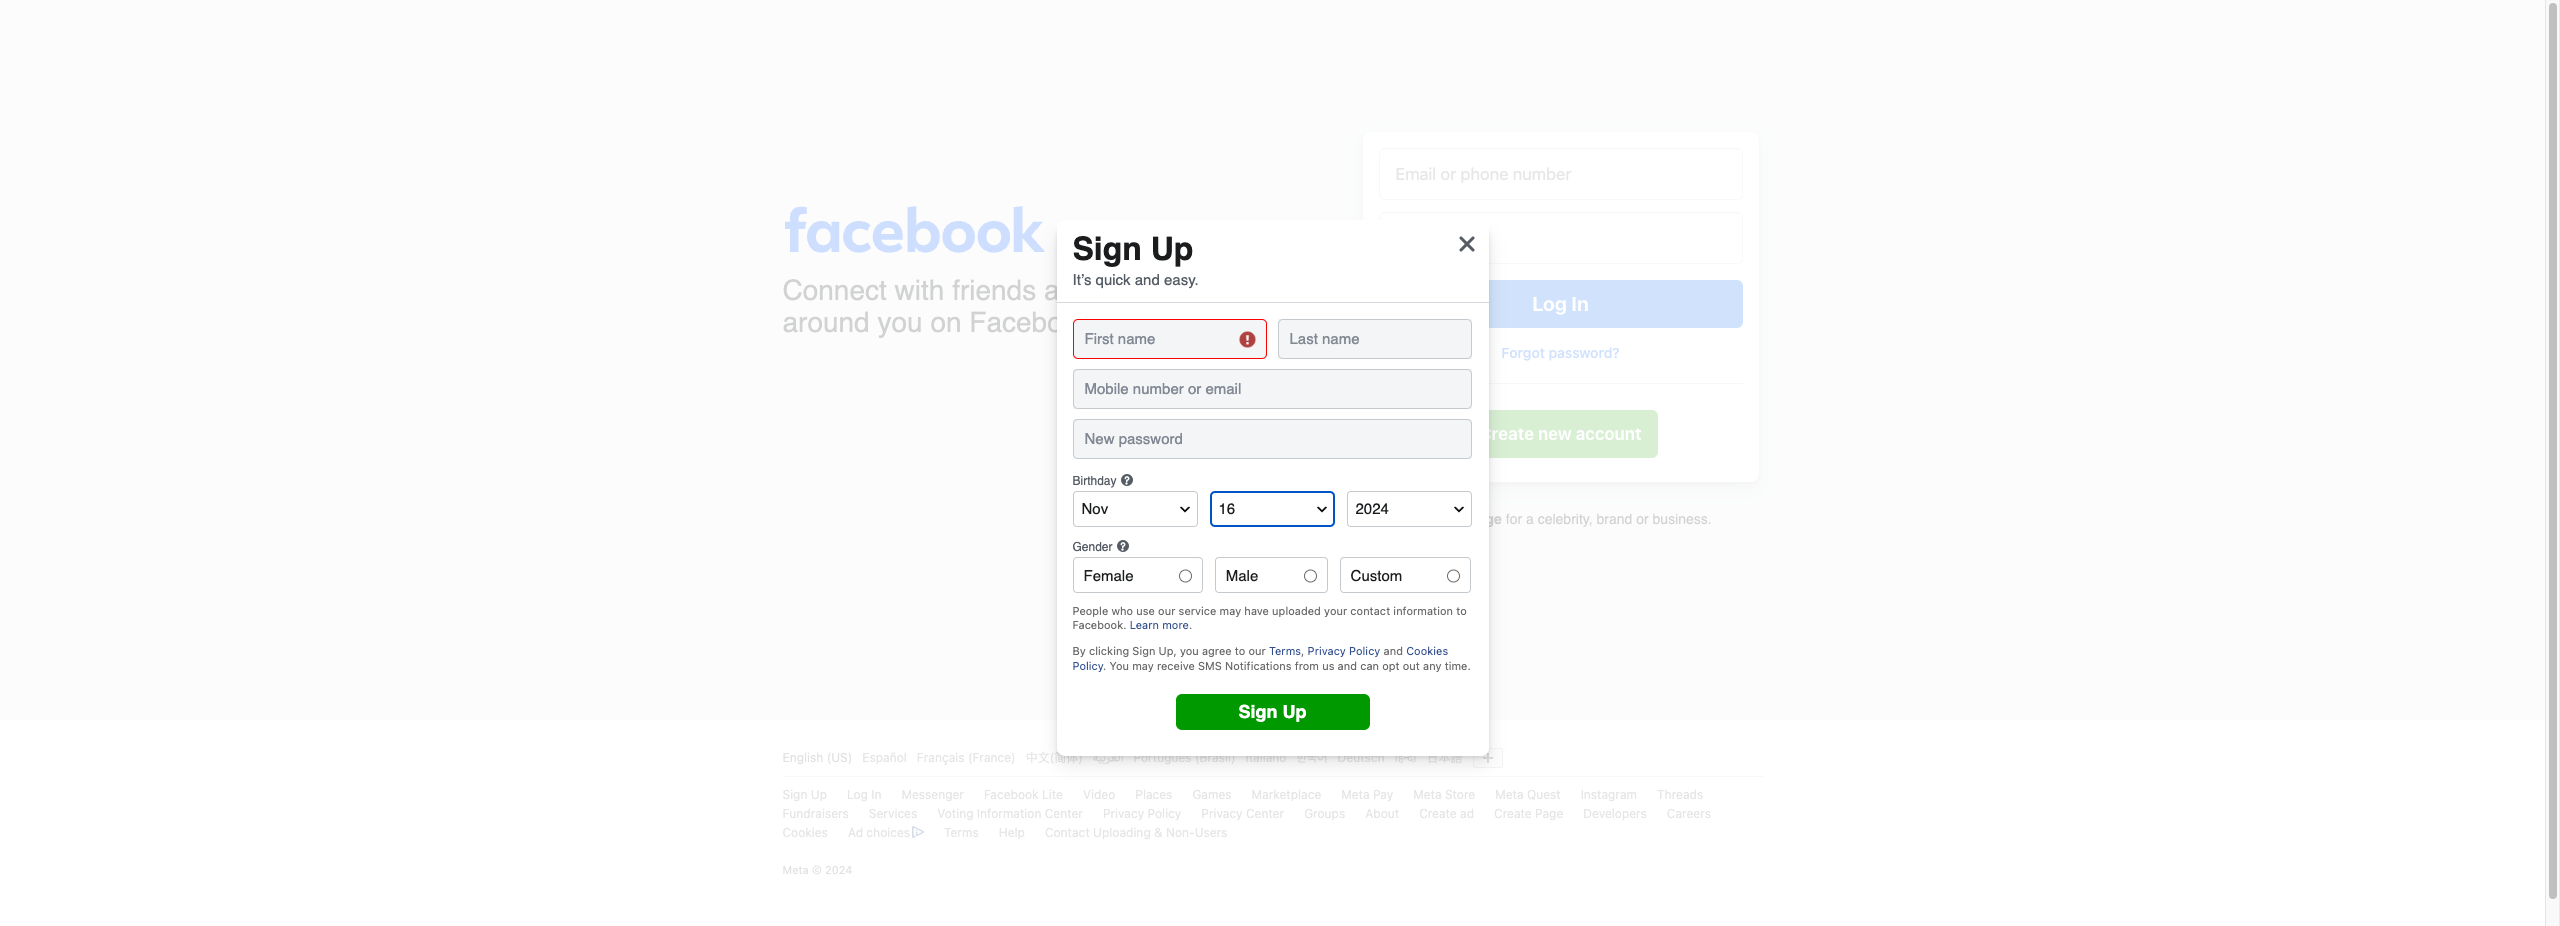 facebook
Connect with friends a
around you on Facebo
Email or phone number
Log In
Forgot password?
Create new account
ge for a celebrity, brand or business.
Sign Up
It's quick and easy.
First name
Last name
Mobile number or email
New password
Birthday
Nov
16
2024
Gender
Female
Male
Custom
People who use our service may have uploaded your contact information to
Facebook. Learn more.
By clicking Sign Up, you agree to our Terms, Privacy Policy and Cookies
Policy. You may receive SMS Notifications from us and can opt out any time.
Sign Up
English (US) Español Français (France) 中文(简体) العربية Português (Brasil) Italiano 한국어 Deutsch हिन्दी 日本語
Sign Up Log In Messenger Facebook Lite Video Places Games Marketplace Meta Pay Meta Store Meta Quest Instagram Threads
Fundraisers Services Voting Information Center Privacy Policy Privacy Center Groups About Create ad Create Page Developers Careers
Cookies Ad choices Terms Help Contact Uploading & Non-Users
Meta © 2024